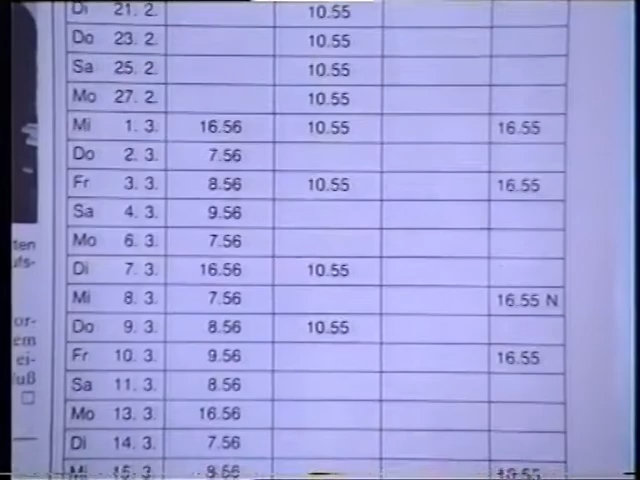 Di 21. 2. 10.55
Do 23. 2. 10.55
Sa 25. 2. 10.55
Mo 27. 2. 10.55
Mi 1. 3. 16.56 10.55 16.55
Do 2. 3. 7.56
Fr 3. 3. 8.56 10.55 16.55
Sa 4. 3. 9.56
Mo 6. 3. 7.56
Di 7. 3. 16.56 10.55
Mi 8. 3. 7.56 16.55 N
Do 9. 3. 8.56 10.55
Fr 10. 3. 9.56 16.55
Sa 11. 3. 8.56
Mo 13. 3. 16.56
Di 14. 3. 7.56
Mi 15. 3.
ten
ufs-
or-
em
ei-
luß